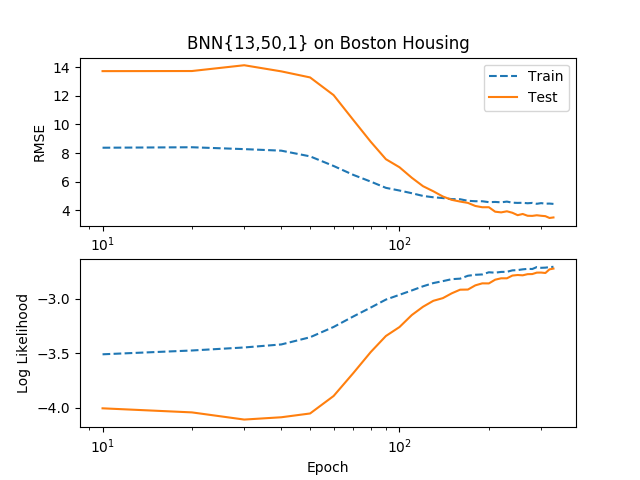 BNN{13,50,1} on Boston Housing
14
12
10
8
6
4
RMSE
Train
Test
10¹
10²
−3.0
−3.5
−4.0
Log Likelihood
10¹
10²
Epoch